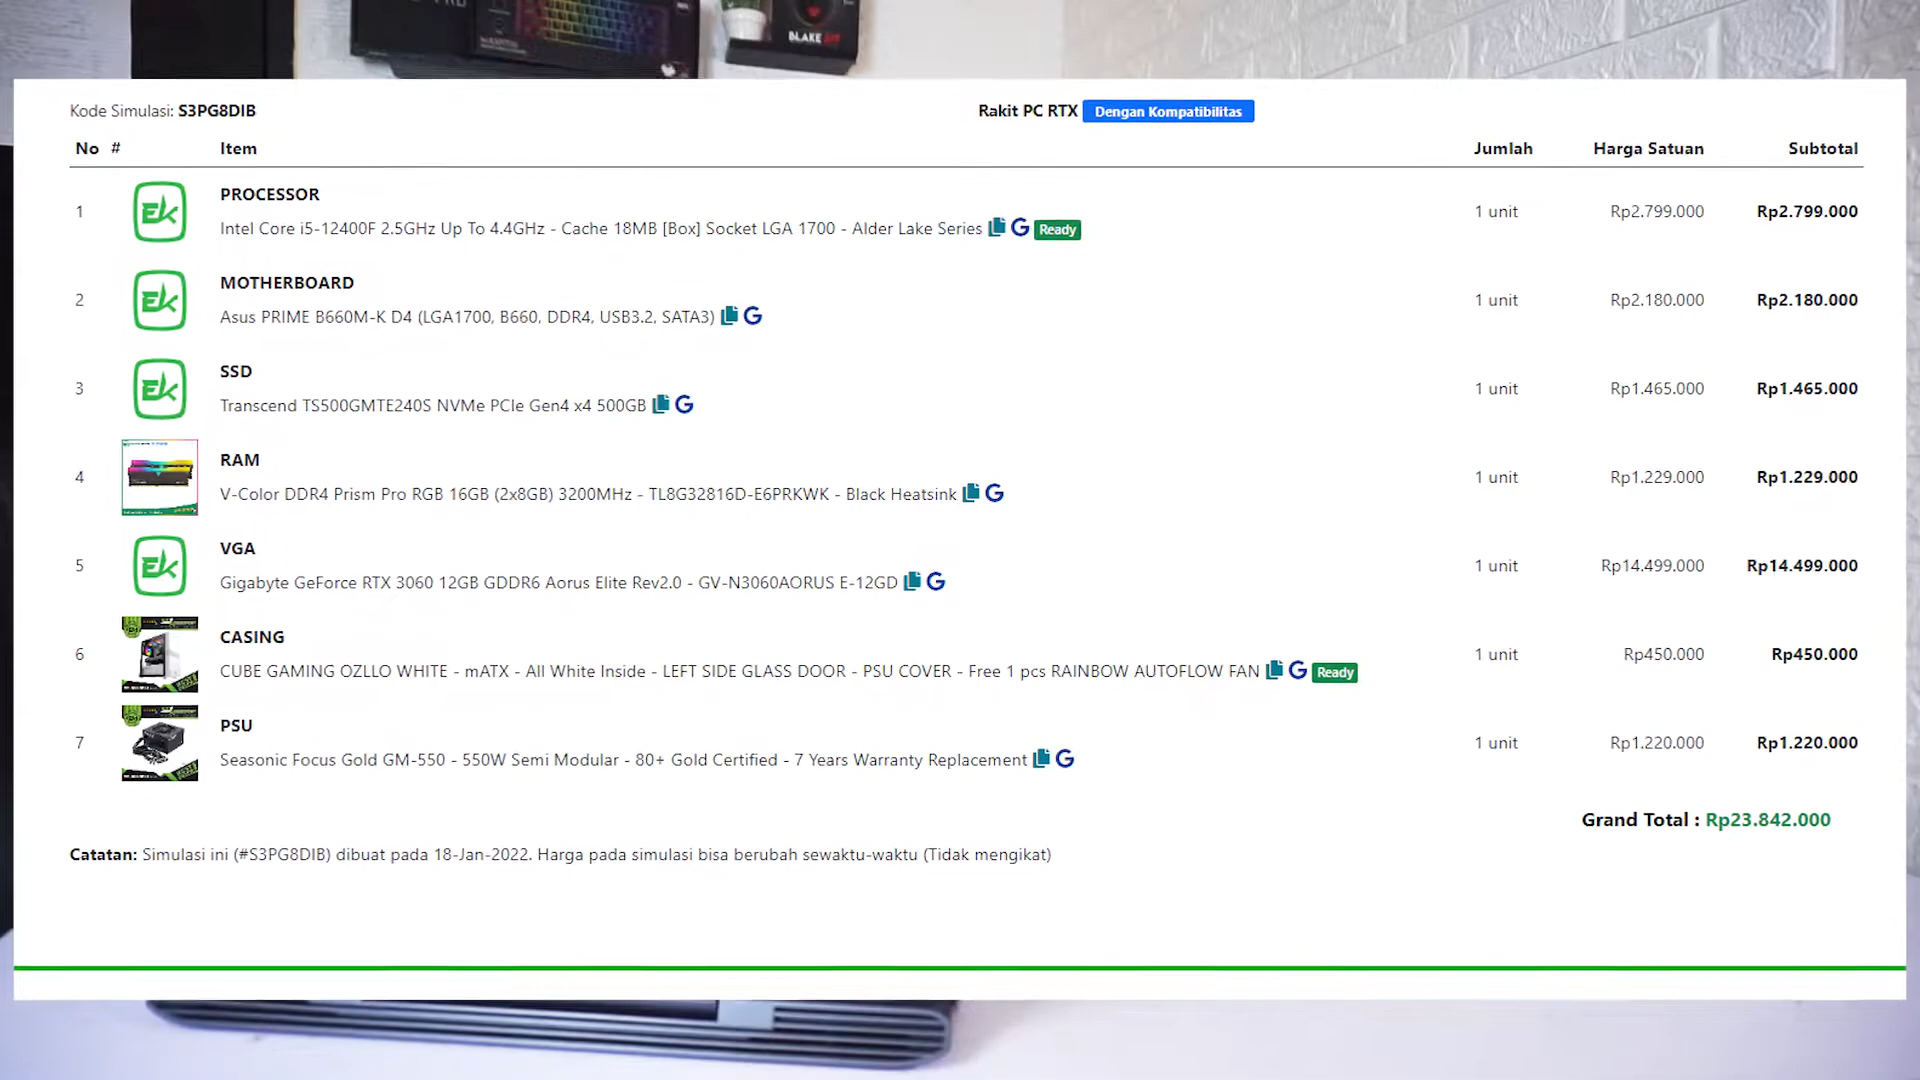 BLAKE
Kode Simulasi: S3PG8DIB
Rakit PC RTX Dengan Kompatibilitas
No # Item Jumlah Harga Satuan Subtotal
PROCESSOR
1 Ek Intel Core i5-12400F 2.5GHz Up To 4.4GHz - Cache 18MB [Box] Socket LGA 1700 - Alder Lake Series G Ready 1 unit Rp2.799.000 Rp2.799.000
MOTHERBOARD
2 Ek Asus PRIME B660M-K D4 (LGA1700, B660, DDR4, USB3.2, SATA3) G 1 unit Rp2.180.000 Rp2.180.000
SSD
3 Ek Transcend TS500GMTE240S NVMe PCIe Gen4 x4 500GB G 1 unit Rp1.465.000 Rp1.465.000
RAM
4 V-Color DDR4 Prism Pro RGB 16GB (2x8GB) 3200MHz - TL8G32816D-E6PRKWK - Black Heatsink G 1 unit Rp1.229.000 Rp1.229.000
VGA
5 Ek Gigabyte GeForce RTX 3060 12GB GDDR6 Aorus Elite Rev2.0 - GV-N3060AORUS E-12GD G 1 unit Rp14.499.000 Rp14.499.000
CASING
6 CUBE GAMING OZLLO WHITE - mATX - All White Inside - LEFT SIDE GLASS DOOR - PSU COVER - Free 1 pcs RAINBOW AUTOFLOW FAN G Ready 1 unit Rp450.000 Rp450.000
PSU
7 Seasonic Focus Gold GM-550 - 550W Semi Modular - 80+ Gold Certified - 7 Years Warranty Replacement G 1 unit Rp1.220.000 Rp1.220.000
Grand Total : Rp23.842.000
Catatan: Simulasi ini (#S3PG8DIB) dibuat pada 18-Jan-2022. Harga pada simulasi bisa berubah sewaktu-waktu (Tidak mengikat)